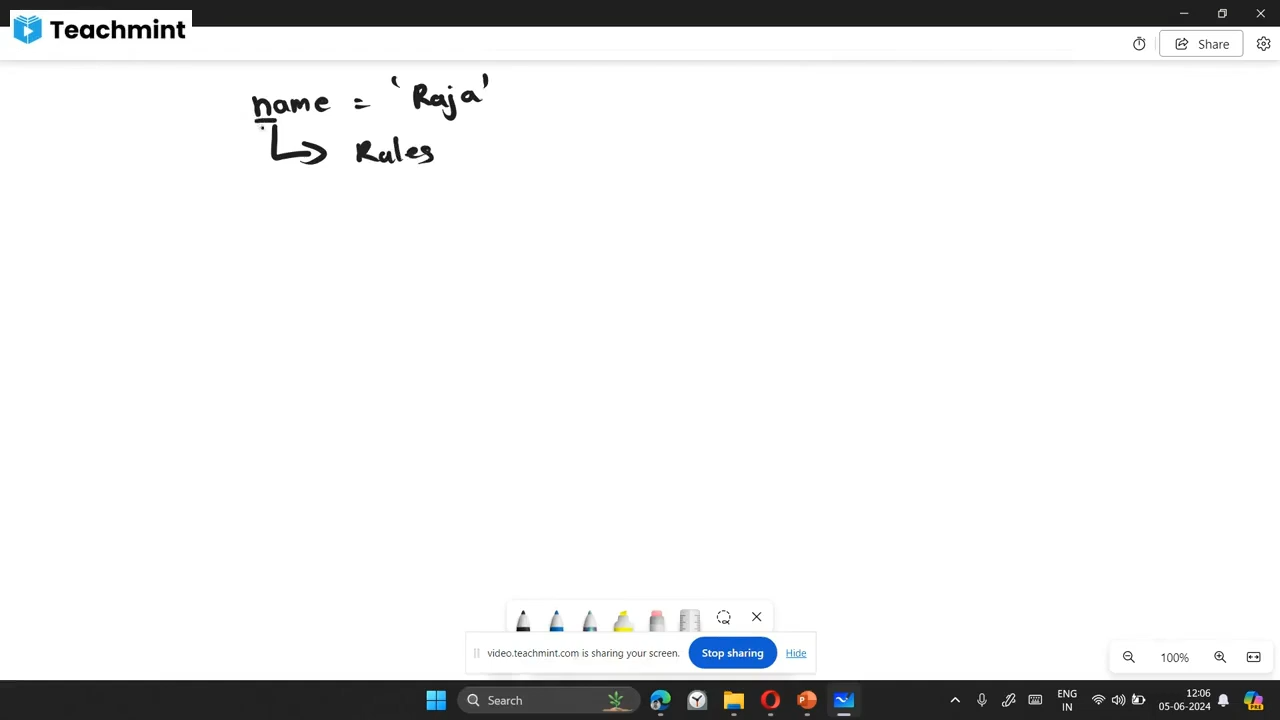 Teachmint
Share
name = 'Raja'
Rules
video.teachmint.com is sharing your screen.
Stop sharing
Hide
100%
Search
ENG
IN
12:06
05-06-2024